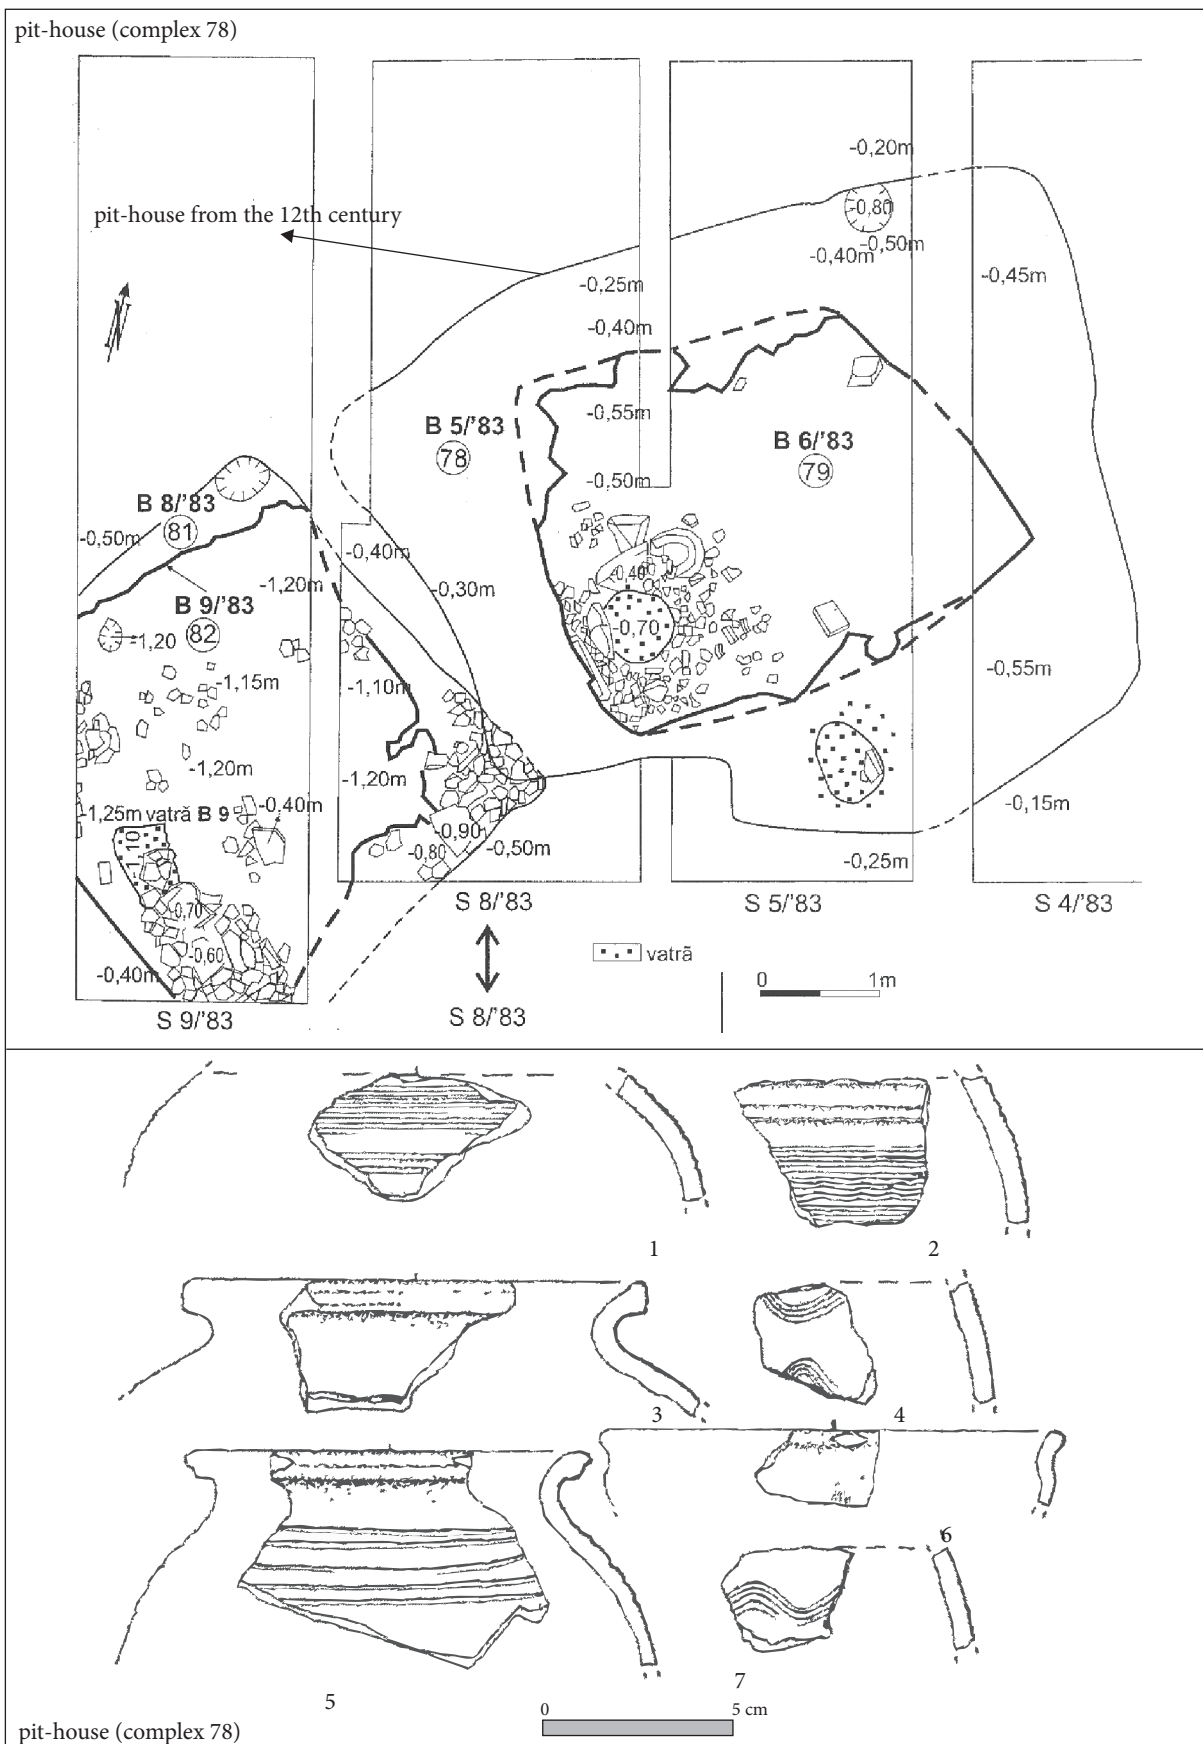 pit-house (complex 78)
-0,20m
pit-house from the 12th century
-0,80
-0,50m
-0,40m
-0,25m
-0,45m
-0,40m
-0,55m
B 5/'83
78
B 6/'83
79
-0,50m
B 8/'83
81
-0,50m
-0,40m
-1,20m
-0,30m
-0,40
B 9/'83
82
-1,20
-0,70
-1,15m
-1,10m
-0,55m
-1,20m
-1,20m
-1,25m vatră B 9
-0,40m
-0,15m
-1,10
-0,90
-0,80
-0,50m
-0,25m
S 8/'83
S 5/'83
S 4/'83
-0,70
-0,60
vatrã
-0,40m
0 1m
S 9/'83
S 8/'83
1
2
3
4
6
5
7
0 5 cm
pit-house (complex 78)